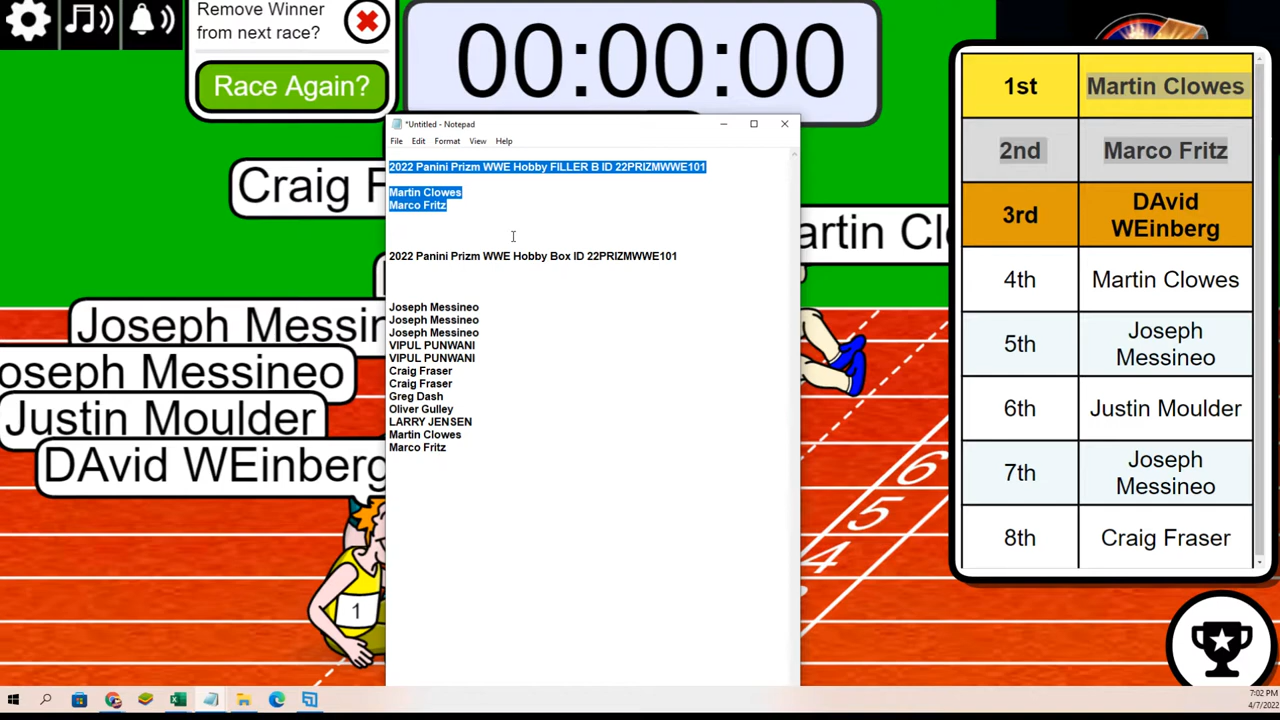 Remove Winner
from next race?
Race Again?
00:00:00
Craig F
Joseph Messin
oseph Messineo
Justin Moulder
DAvid WEinberg
artin Cl
1
6
5
4
*Untitled - Notepad
File Edit Format View Help
2022 Panini Prizm WWE Hobby FILLER B ID 22PRIZMWWE101
Martin Clowes
Marco Fritz
2022 Panini Prizm WWE Hobby Box ID 22PRIZMWWE101
Joseph Messineo
Joseph Messineo
Joseph Messineo
VIPUL PUNWANI
VIPUL PUNWANI
Craig Fraser
Craig Fraser
Greg Dash
Oliver Gulley
LARRY JENSEN
Martin Clowes
Marco Fritz
1st Martin Clowes
2nd Marco Fritz
3rd DAvid
WEinberg
4th Martin Clowes
5th Joseph
Messineo
6th Justin Moulder
7th Joseph
Messineo
8th Craig Fraser
7:02 PM
4/7/2022